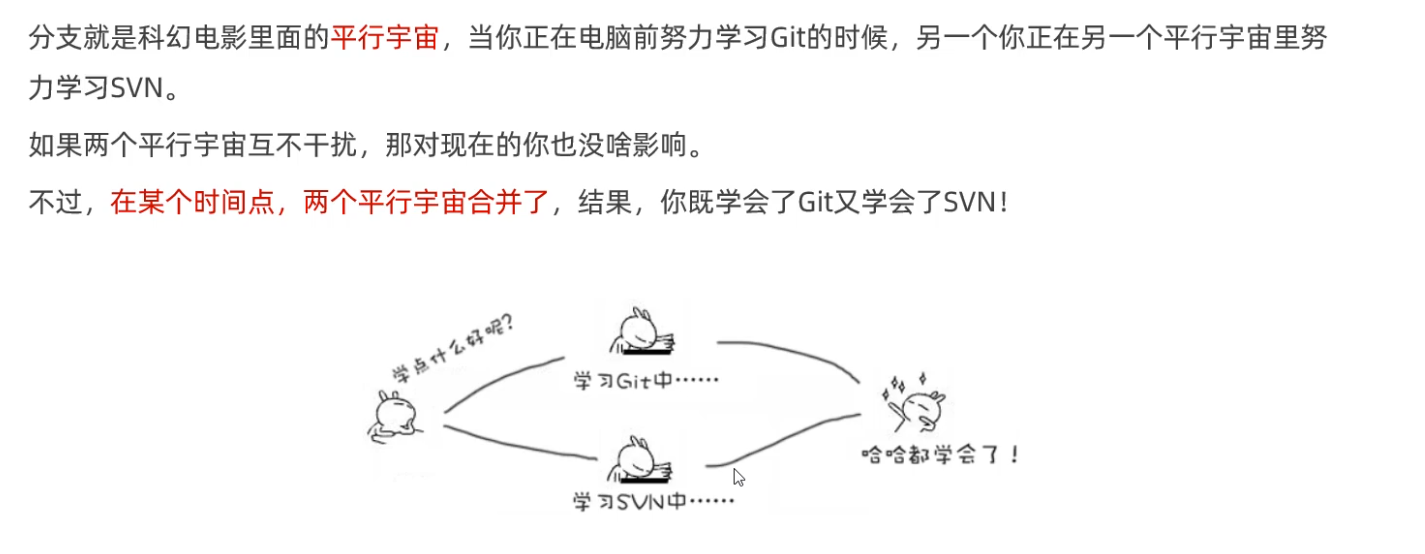 分支就是科幻电影里面的平行宇宙，当你正在电脑前努力学习Git的时候，另一个你正在另一个平行宇宙里努
力学习SVN。
如果两个平行宇宙互不干扰，那对现在的你也没啥影响。
不过，在某个时间点，两个平行宇宙合并了，结果，你既学会了Git又学会了SVN！
学点什么好呢？
学习Git中……
学习SVN中……
哈哈都学会了！